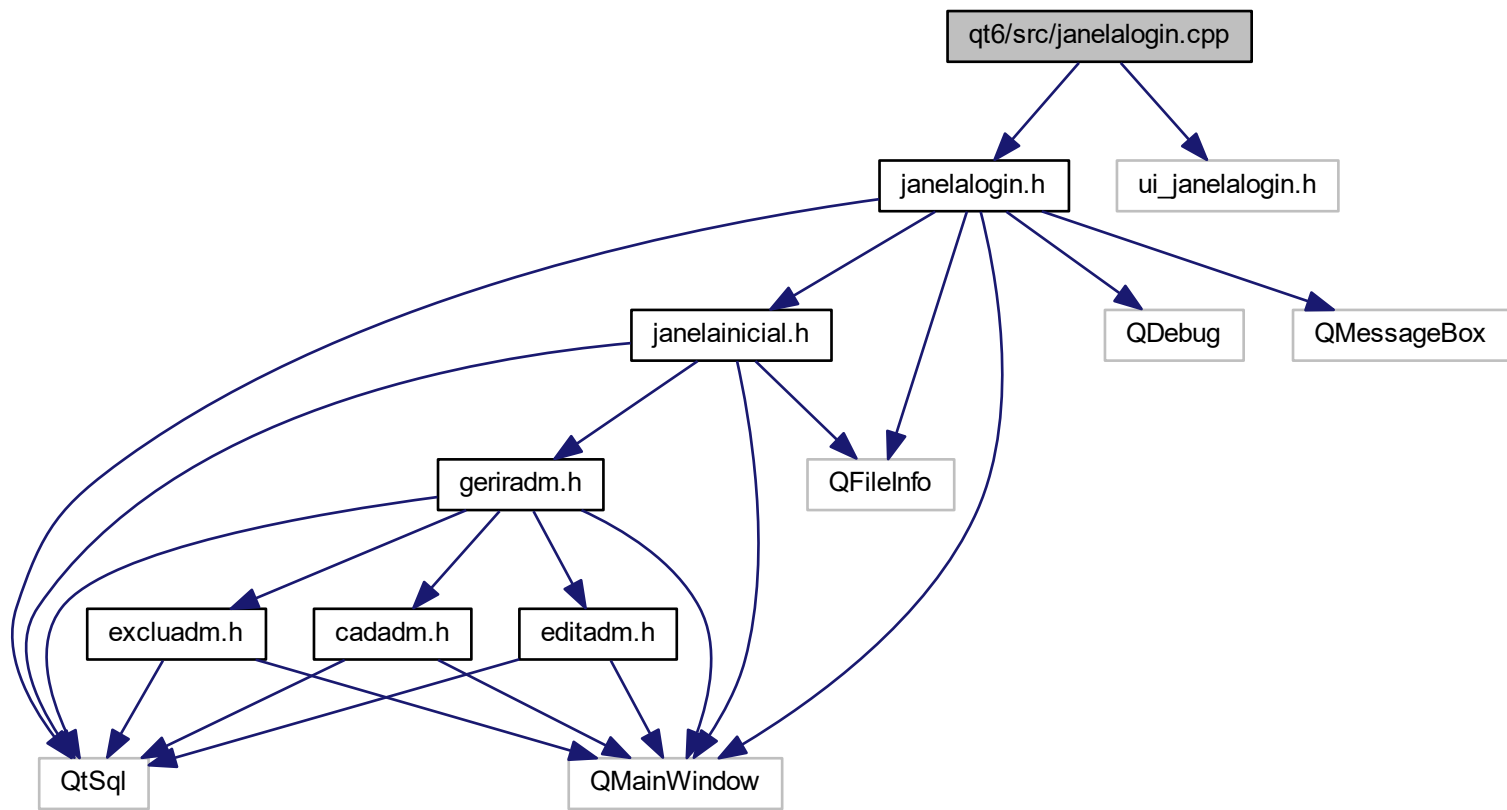 qt6/src/janelalogin.cpp
janelalogin.h
ui_janelalogin.h
janelainicial.h
QDebug
QMessageBox
geriradm.h
QFileInfo
excluadm.h
cadadm.h
editadm.h
QtSql
QMainWindow